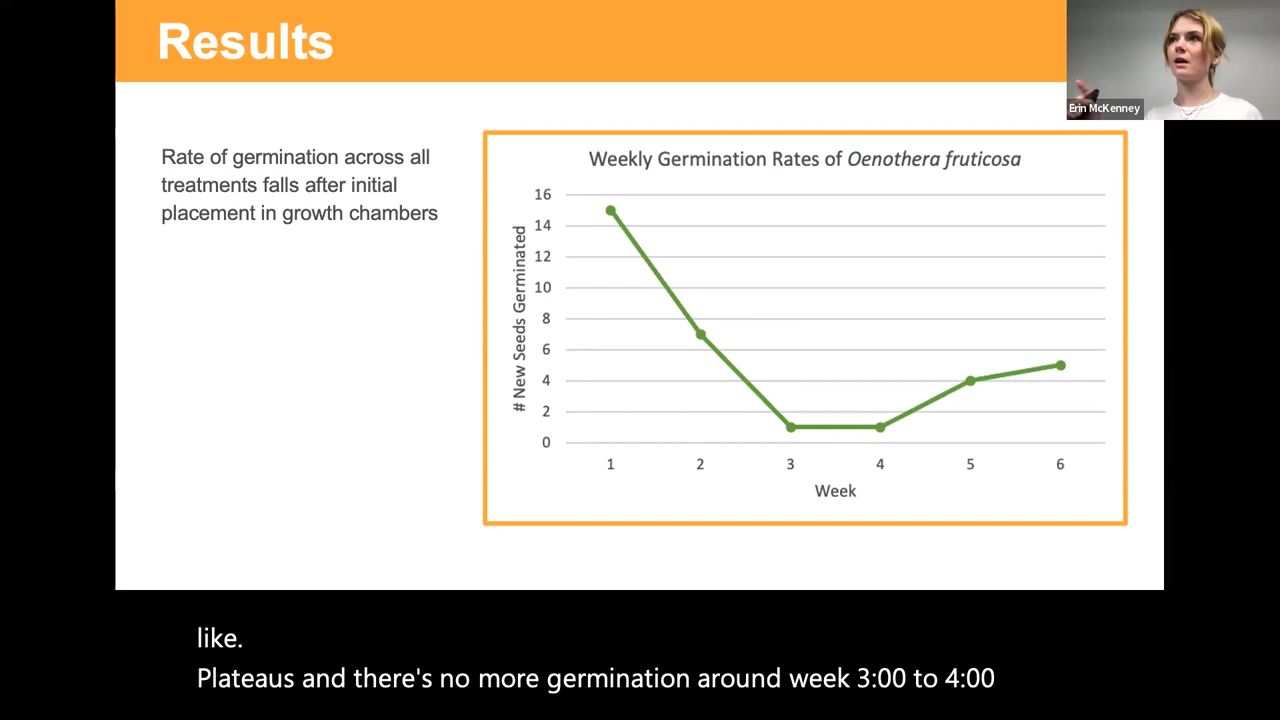 Results
Erin McKenney
Rate of germination across all
treatments falls after initial
placement in growth chambers
Weekly Germination Rates of Oenothera fruticosa
# New Seeds Germinated
16
14
12
10
8
6
4
2
0
1 2 3 4 5 6
Week
like.
Plateaus and there's no more germination around week 3:00 to 4:00